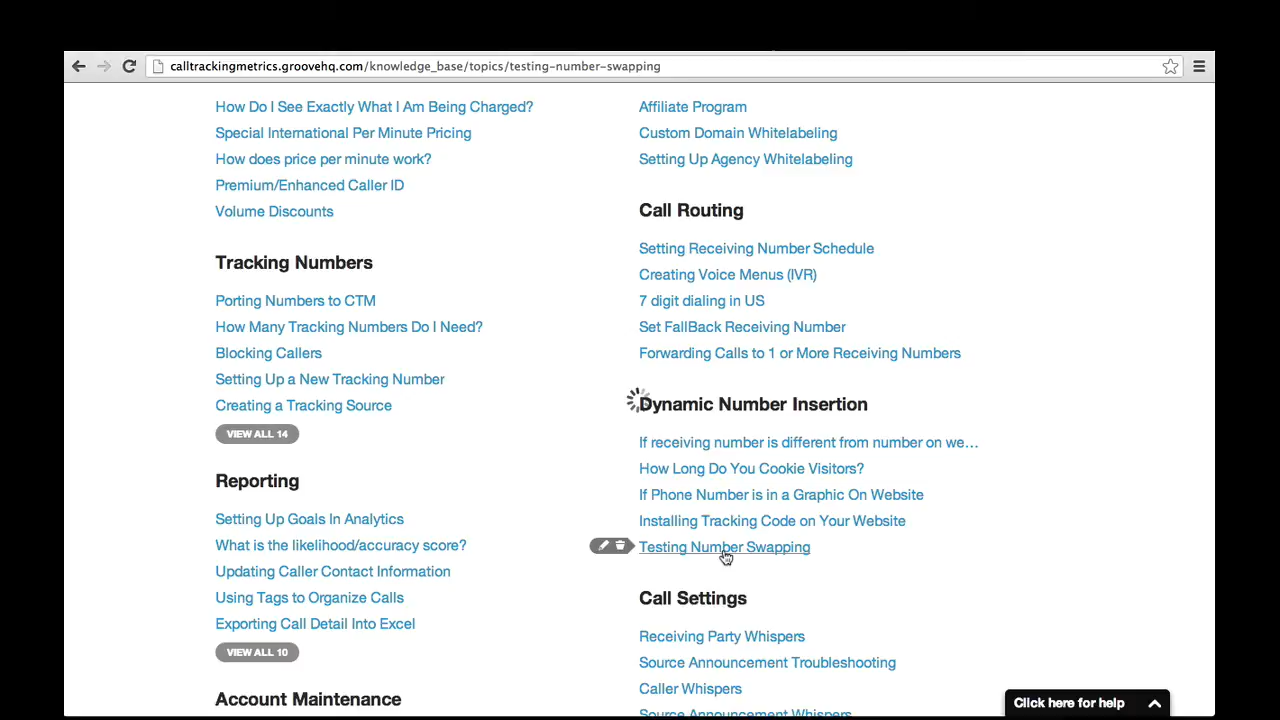 calltrackingmetrics.groovehq.com/knowledge_base/topics/testing-number-swapping
How Do I See Exactly What I Am Being Charged?
Special International Per Minute Pricing
How does price per minute work?
Premium/Enhanced Caller ID
Volume Discounts
Tracking Numbers
Porting Numbers to CTM
How Many Tracking Numbers Do I Need?
Blocking Callers
Setting Up a New Tracking Number
Creating a Tracking Source
VIEW ALL 14
Reporting
Setting Up Goals In Analytics
What is the likelihood/accuracy score?
Updating Caller Contact Information
Using Tags to Organize Calls
Exporting Call Detail Into Excel
VIEW ALL 10
Account Maintenance
Affiliate Program
Custom Domain Whitelabeling
Setting Up Agency Whitelabeling
Call Routing
Setting Receiving Number Schedule
Creating Voice Menus (IVR)
7 digit dialing in US
Set FallBack Receiving Number
Forwarding Calls to 1 or More Receiving Numbers
Dynamic Number Insertion
If receiving number is different from number on we...
How Long Do You Cookie Visitors?
If Phone Number is in a Graphic On Website
Installing Tracking Code on Your Website
Testing Number Swapping
Call Settings
Receiving Party Whispers
Source Announcement Troubleshooting
Caller Whispers
Source Announcement Whispers
Click here for help